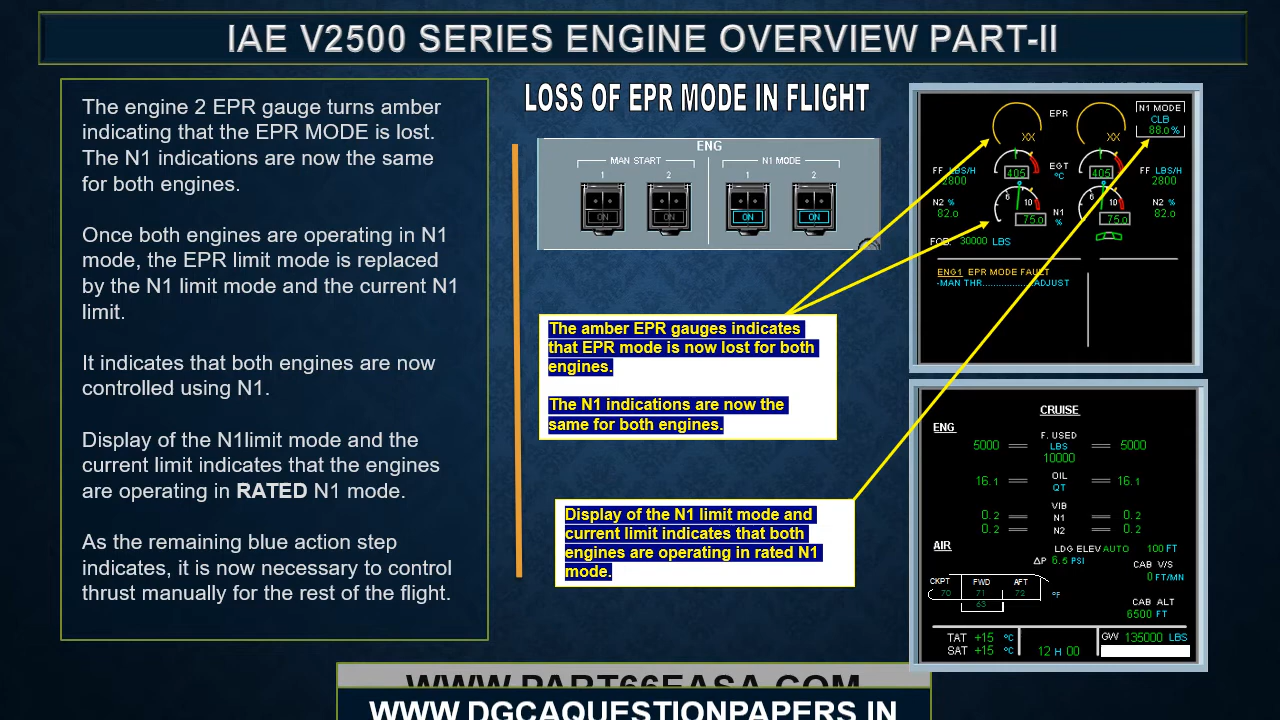 IAE V2500 SERIES ENGINE OVERVIEW PART-II
The engine 2 EPR gauge turns amber
indicating that the EPR MODE is lost.
The N1 indications are now the same
for both engines.
Once both engines are operating in N1
mode, the EPR limit mode is replaced
by the N1 limit mode and the current N1
limit.
It indicates that both engines are now
controlled using N1.
Display of the N1limit mode and the
current limit indicates that the engines
are operating in RATED N1 mode.
As the remaining blue action step
indicates, it is now necessary to control
thrust manually for the rest of the flight.
LOSS OF EPR MODE IN FLIGHT
ENG
MAN START N1 MODE
1 2 1 2
ON ON ON ON
The amber EPR gauges indicates
that EPR mode is now lost for both
engines.
The N1 indications are now the
same for both engines.
Display of the N1 limit mode and
current limit indicates that both
engines are operating in rated N1
mode.
EPR N1 MODE
CLB
XX XX 88.0%
FF LBS/H 405 EGT °C 405 FF LBS/H
2800 2800
6 10 6 10
N2 % N1 % N2 %
82.0 75.0 75.0 82.0
FOB: 30000 LBS
ENG1 EPR MODE FAULT
-MAN THR..................ADJUST
CRUISE
ENG
F. USED
5000 LBS 5000
10000
16.1 OIL 16.1
QT
VIB
0.2 N1 0.2
0.2 N2 0.2
AIR LDG ELEV AUTO 100 FT
ΔP 6.5 PSI
CAB V/S
0 FT/MN
CKPT FWD AFT
70 71 72 °F
63
CAB ALT
6500 FT
TAT +15 °C GW 135000 LBS
SAT +15 °C 12 H 00
WWW.PART66EASA.COM
WWW.DGCAQUESTIONPAPERS.IN